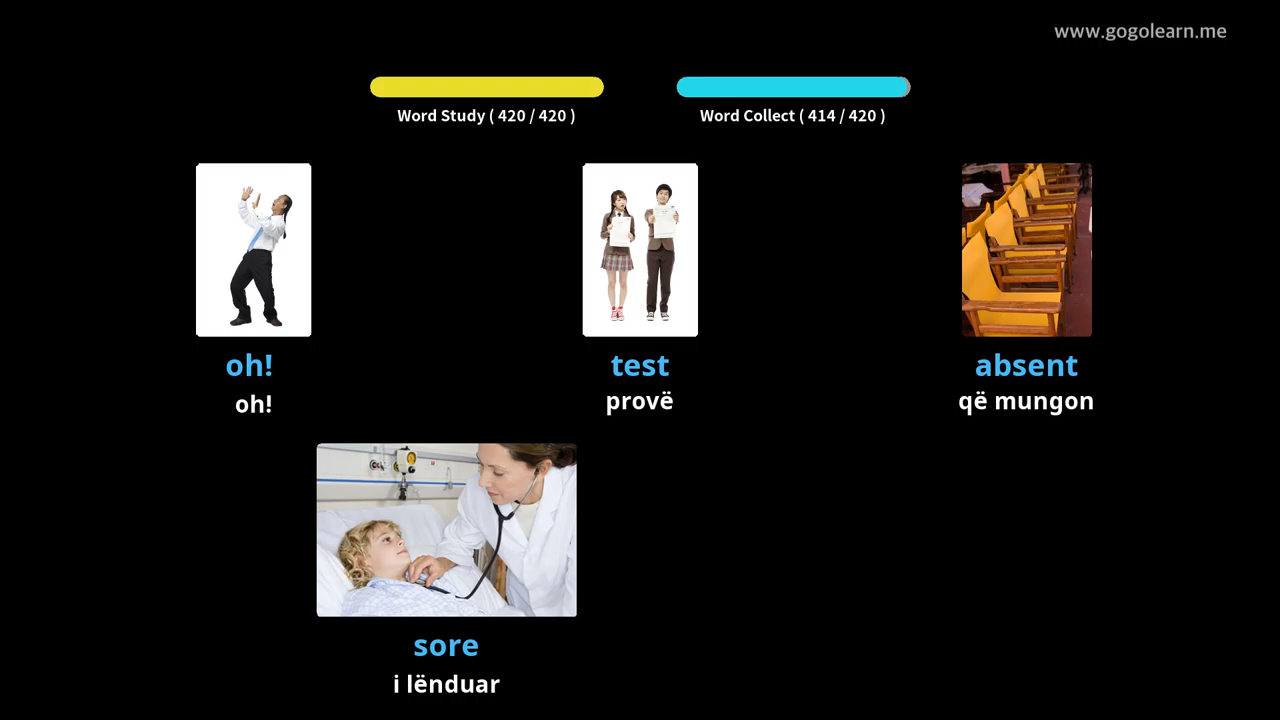 www.gogolearn.me
Word Study ( 420 / 420 )
Word Collect ( 414 / 420 )
oh!
oh!
test
provë
absent
që mungon
sore
i lënduar